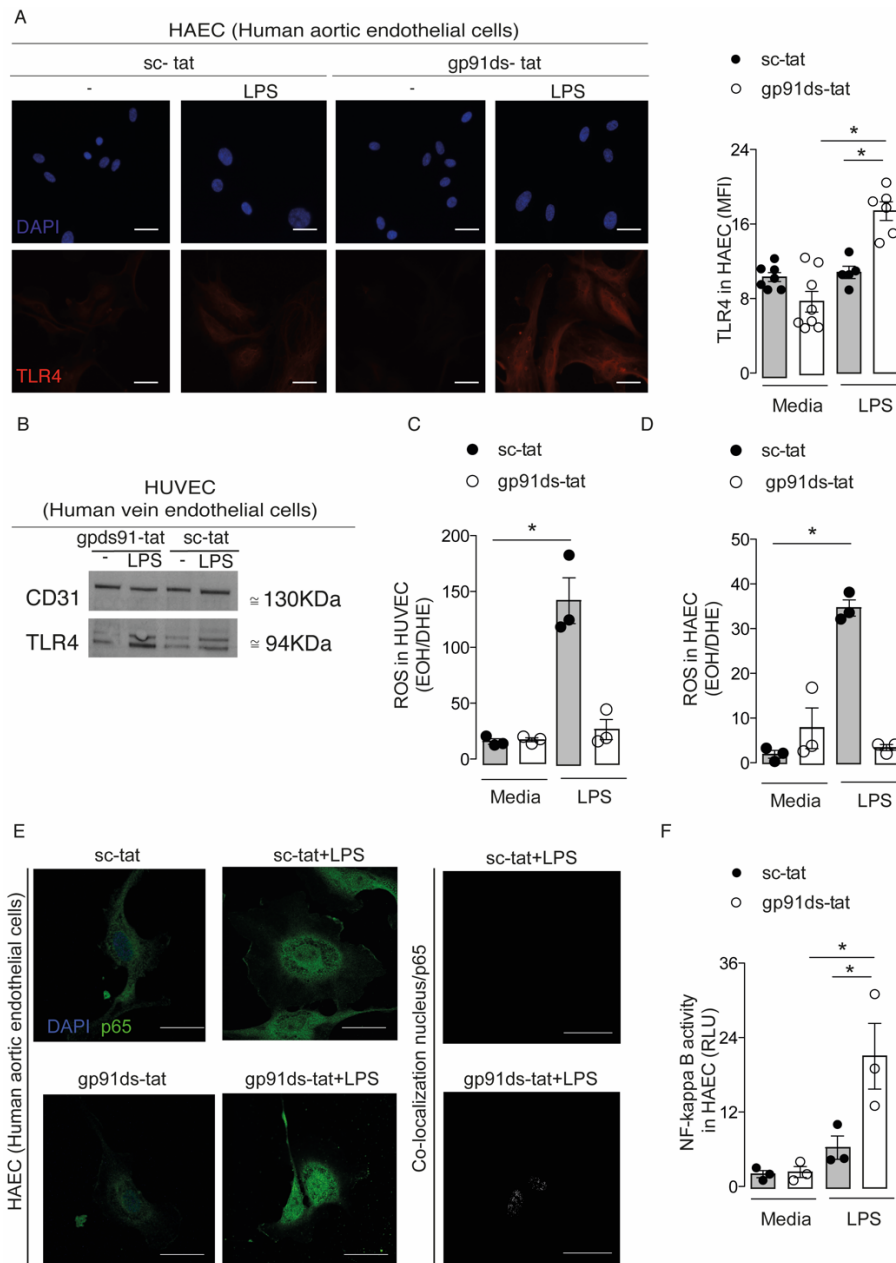 A
HAEC (Human aortic endothelial cells)
sc- tat
gp91ds- tat
-
LPS
-
LPS
DAPI
TLR4
sc-tat
gp91ds-tat
*
*
TLR4 in HAEC (MFI)
24
16
8
0
Media
LPS
B
HUVEC
(Human vein endothelial cells)
gpds91-tat
sc-tat
-
LPS
-
LPS
CD31
≅ 130KDa
TLR4
≅ 94KDa
C
sc-tat
gp91ds-tat
*
ROS in HUVEC
(EOH/DHE)
200
150
100
50
0
Media
LPS
D
sc-tat
gp91ds-tat
*
ROS in HAEC
(EOH/DHE)
50
40
30
20
10
0
Media
LPS
E
HAEC (Human aortic endothelial cells)
sc-tat
sc-tat+LPS
DAPI p65
gp91ds-tat
gp91ds-tat+LPS
Co-localization nucleus/p65
sc-tat+LPS
gp91ds-tat+LPS
F
sc-tat
gp91ds-tat
*
*
NF-kappa B activity
in HAEC (RLU)
36
24
12
0
Media
LPS